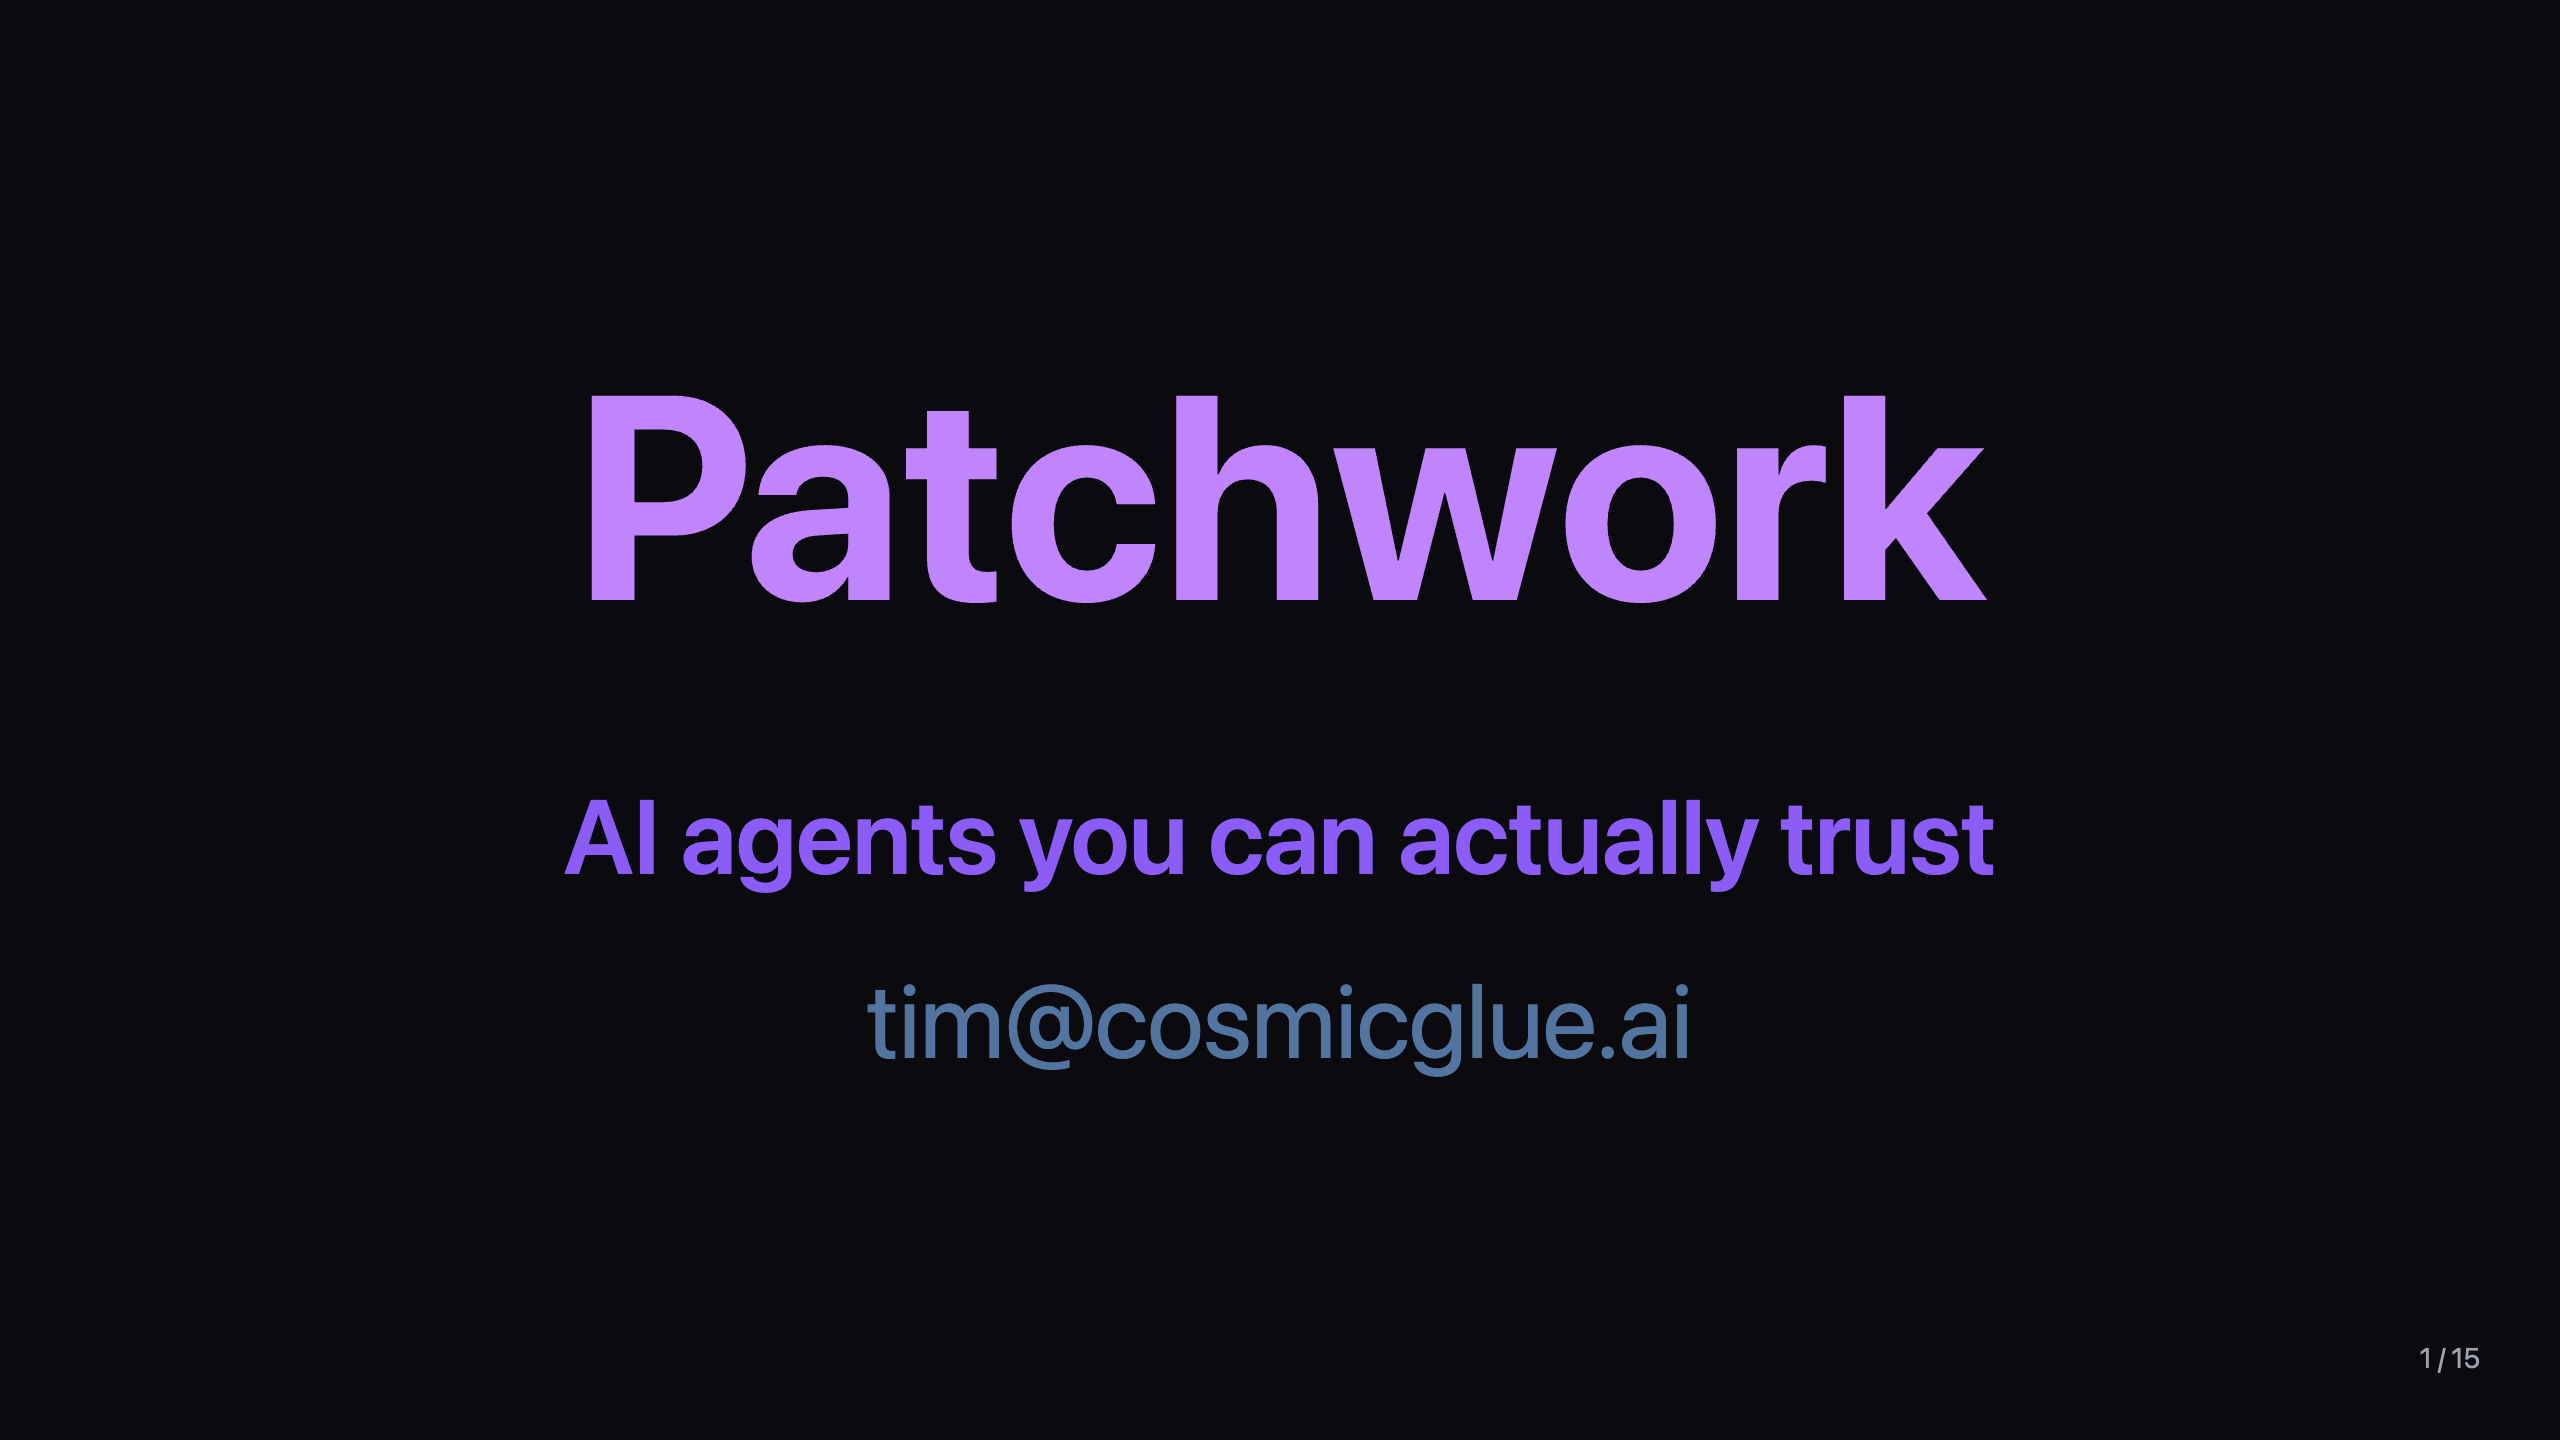 Patchwork
AI agents you can actually trust
tim@cosmicglue.ai
1 / 15